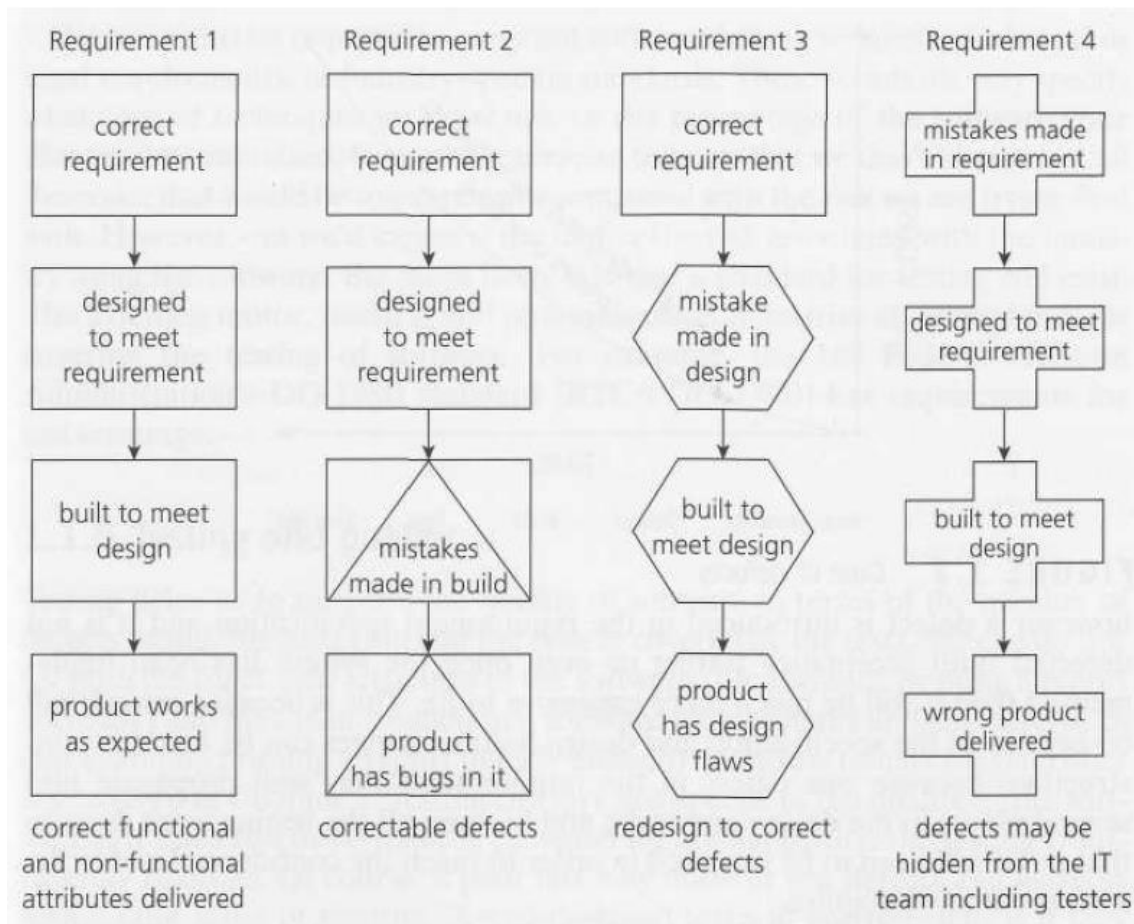 Requirement 1
Requirement 2
Requirement 3
Requirement 4
correct
requirement
correct
requirement
correct
requirement
mistakes made
in requirement
designed
to meet
requirement
designed
to meet
requirement
mistake
made in
design
designed to meet
requirement
built to meet
design
mistakes
made in build
built to
meet design
built to meet
design
product works
as expected
product
has bugs in it
product
has design
flaws
wrong product
delivered
correct functional
and non-functional
attributes delivered
correctable defects
redesign to correct
defects
defects may be
hidden from the IT
team including testers